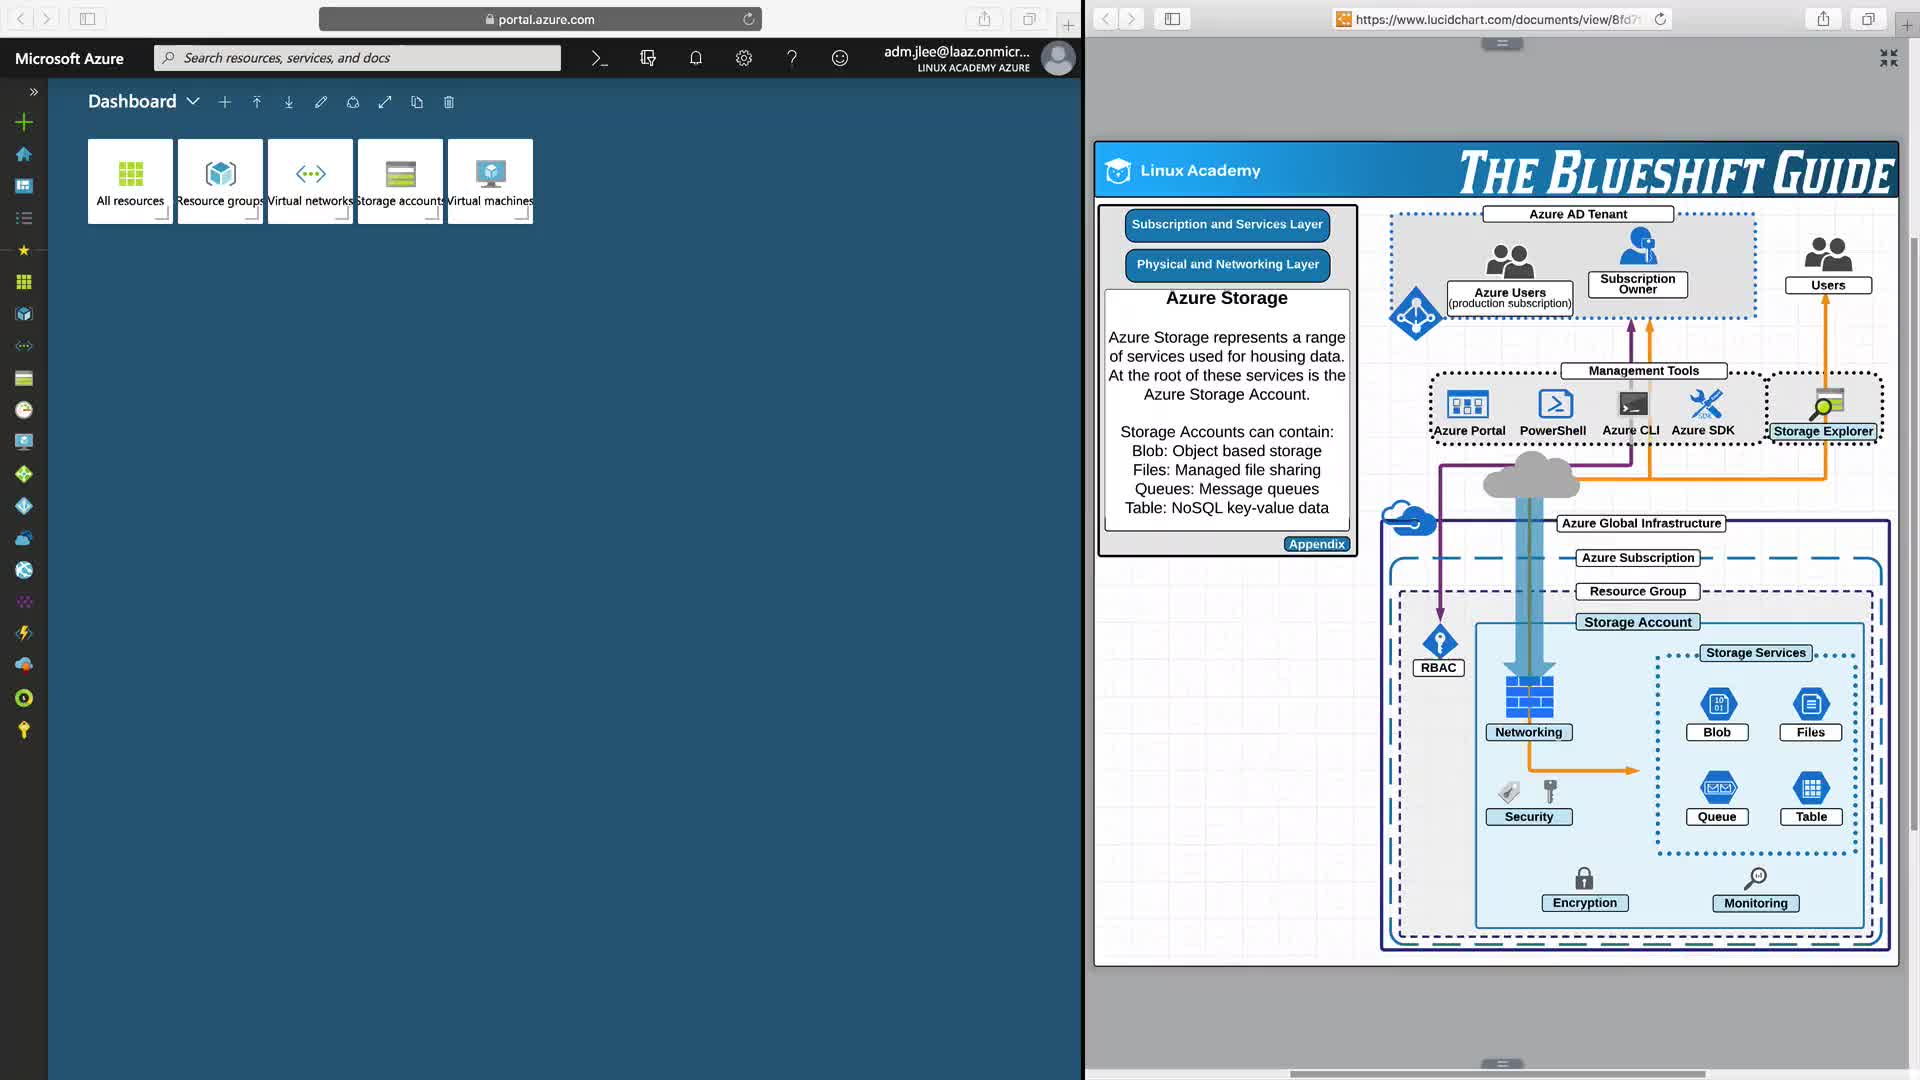 portal.azure.com
https://www.lucidchart.com/documents/view/8fd7
Microsoft Azure
Search resources, services, and docs
adm.jlee@laaz.onmicr...
LINUX ACADEMY AZURE
Dashboard
All resources
Resource groups
Virtual networks
Storage accounts
Virtual machines
Linux Academy
THE BLUESHIFT GUIDE
Subscription and Services Layer
Physical and Networking Layer
Azure Storage
Azure Storage represents a range
of services used for housing data.
At the root of these services is the
Azure Storage Account.
Storage Accounts can contain:
Blob: Object based storage
Files: Managed file sharing
Queues: Message queues
Table: NoSQL key-value data
Appendix
Azure AD Tenant
Azure Users
(production subscription)
Subscription
Owner
Users
Management Tools
Azure Portal
PowerShell
Azure CLI
SDK
Azure SDK
Storage Explorer
Azure Global Infrastructure
Azure Subscription
Resource Group
Storage Account
RBAC
Storage Services
Networking
10
01
Blob
Files
Security
Queue
Table
Encryption
Monitoring